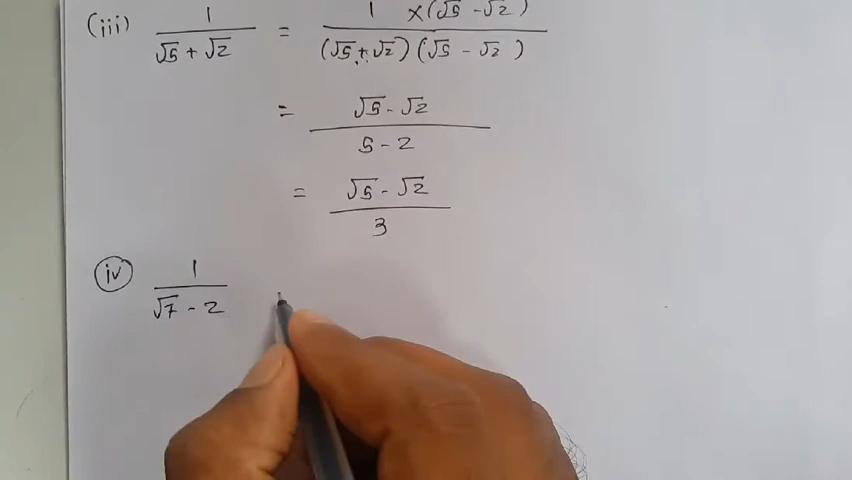 (iii) 1/(√5 + √2) = 1 ×(√5 - √2)/(√5 + √2)(√5 - √2)
= √5 - √2/5 - 2
= √5 - √2/3
(iv) 1/(√7 - 2)